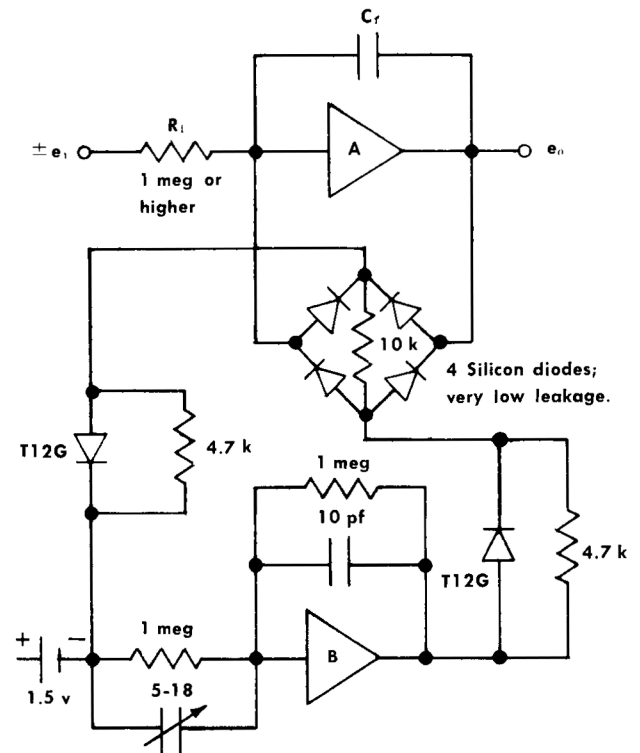 Cf
A
± e₁
R₁
1 meg or
higher
eo
10 k
4 Silicon diodes;
very low leakage.
T12G
4.7 k
1 meg
10 pf
T12G
4.7 k
+
−
1.5 v
1 meg
5-18
B